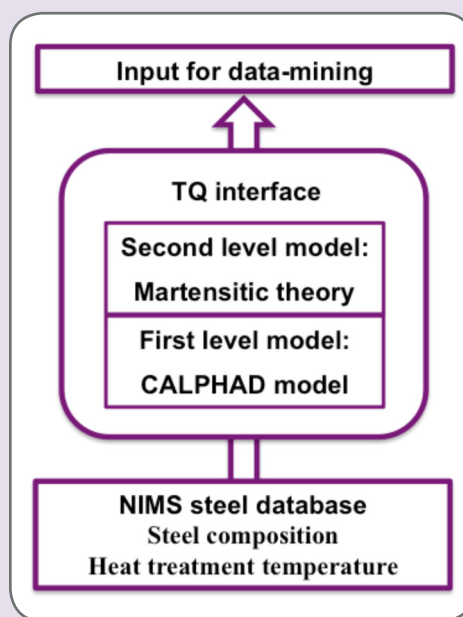 Input for data-mining
TQ interface
Second level model:
Martensitic theory
First level model:
CALPHAD model
NIMS steel database
Steel composition
Heat treatment temperature